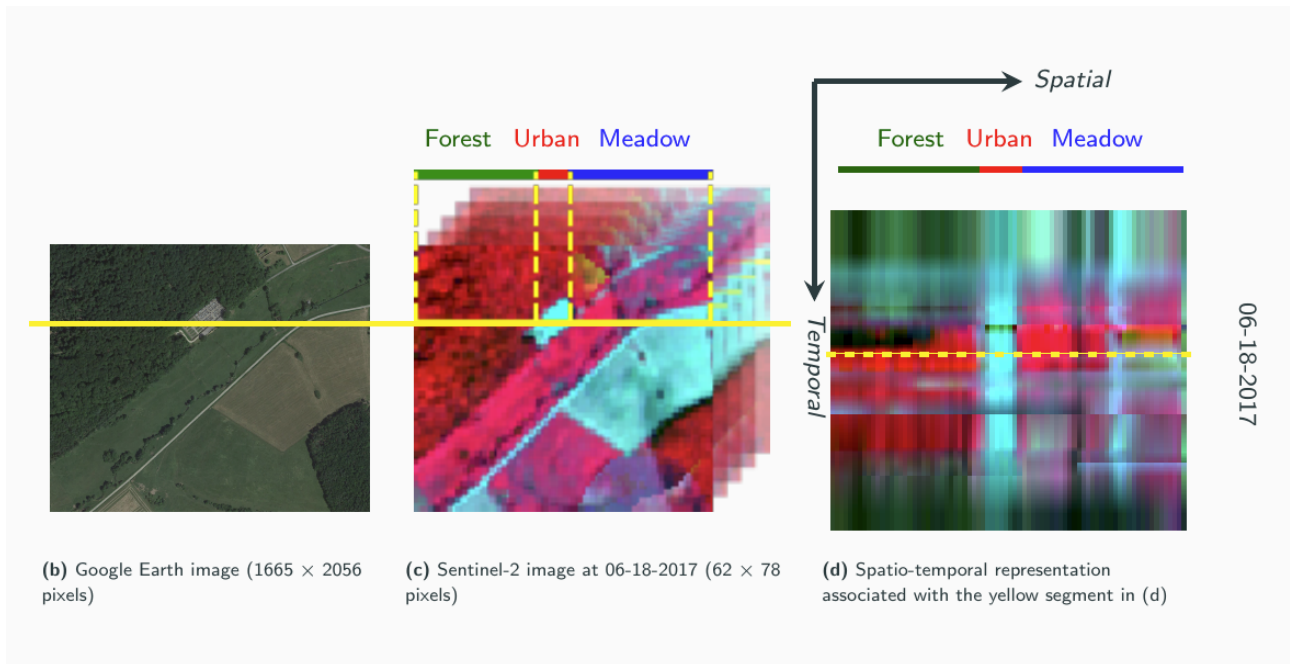 Spatial
Forest Urban Meadow
Forest Urban Meadow
Temporal
06-18-2017
(b) Google Earth image (1665 × 2056
pixels)
(c) Sentinel-2 image at 06-18-2017 (62 × 78
pixels)
(d) Spatio-temporal representation
associated with the yellow segment in (d)